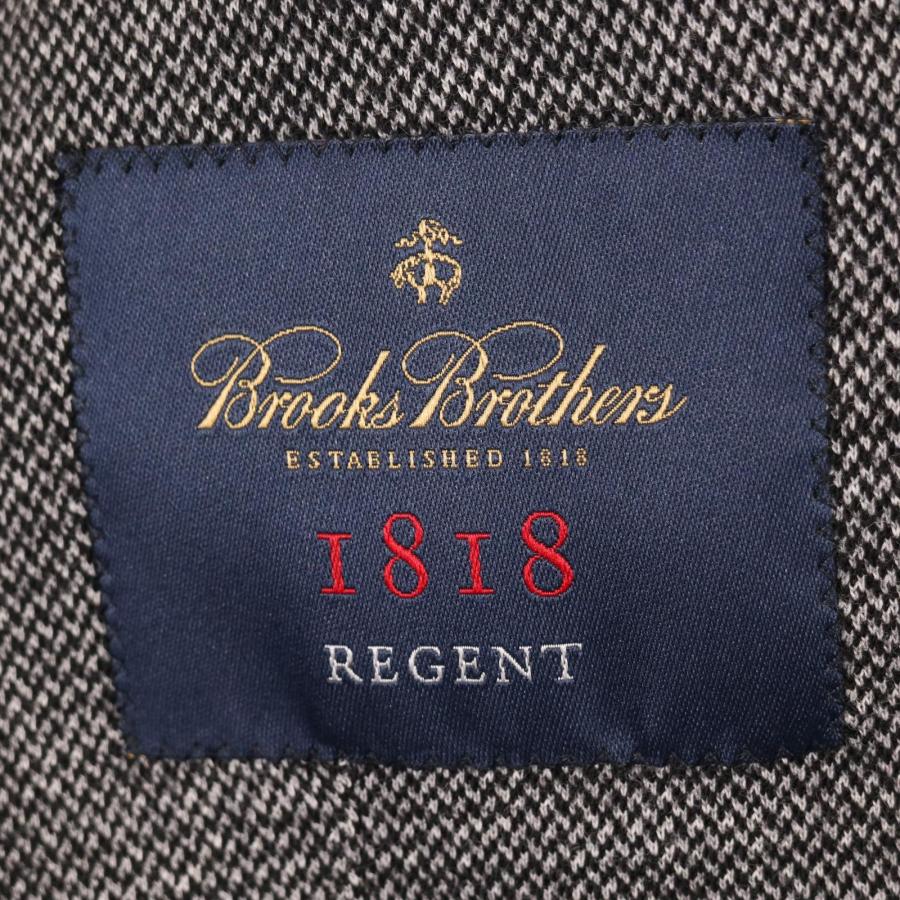 Brooks Brothers
ESTABLISHED 1818
1818
REGENT